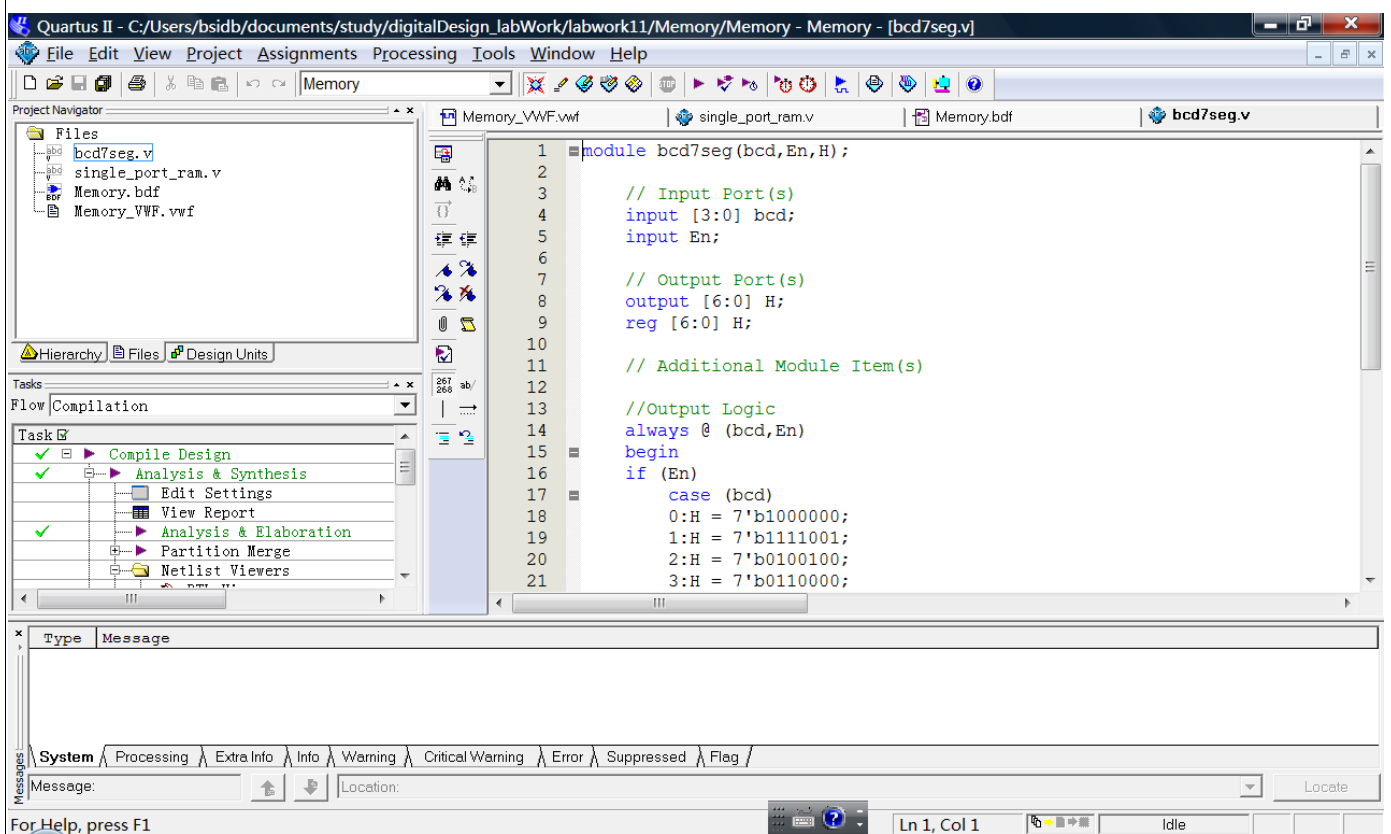 Quartus II - C:/Users/bsidb/documents/study/digitalDesign_labWork/labwork11/Memory/Memory - Memory - [bcd7seg.v]
File Edit View Project Assignments Processing Tools Window Help
Memory
Project Navigator
Files
bcd7seg.v
single_port_ram.v
Memory.bdf
Memory_VWF.vwf
Hierarchy Files Design Units
Tasks
Flow Compilation
Task
Compile Design
Analysis & Synthesis
Edit Settings
View Report
Analysis & Elaboration
Partition Merge
Netlist Viewers
Memory_VWF.vwf single_port_ram.v Memory.bdf bcd7seg.v
267 268 ab/
1 module bcd7seg(bcd,En,H);
2
3 // Input Port(s)
4 input [3:0] bcd;
5 input En;
6
7 // Output Port(s)
8 output [6:0] H;
9 reg [6:0] H;
10
11 // Additional Module Item(s)
12
13 //Output Logic
14 always @ (bcd,En)
15 begin
16 if (En)
17 case (bcd)
18 0:H = 7'b1000000;
19 1:H = 7'b1111001;
20 2:H = 7'b0100100;
21 3:H = 7'b0110000;
Type Message
System Processing Extra Info Info Warning Critical Warning Error Suppressed Flag
Messages
Message: Location: Locate
For Help, press F1 Ln 1, Col 1 Idle